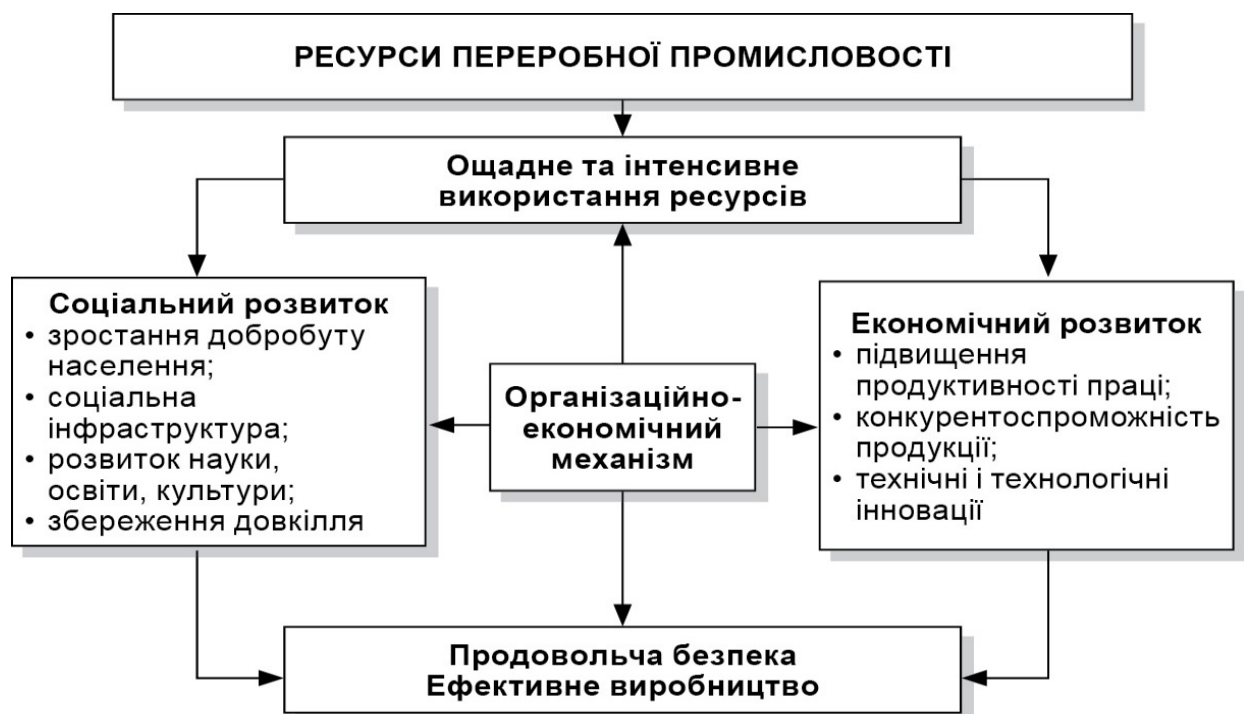 РЕСУРСИ ПЕРЕРОБНОЇ ПРОМИСЛОВОСТІ
Ощадне та інтенсивне
використання ресурсів
Соціальний розвиток
• зростання добробуту
населення;
• соціальна
інфраструктура;
• розвиток науки,
освіти, культури;
• збереження довкілля
Організаційно-
економічний
механізм
Економічний розвиток
• підвищення
продуктивності праці;
• конкурентоспроможність
продукції;
• технічні і технологічні
інновації
Продовольча безпека
Ефективне виробництво